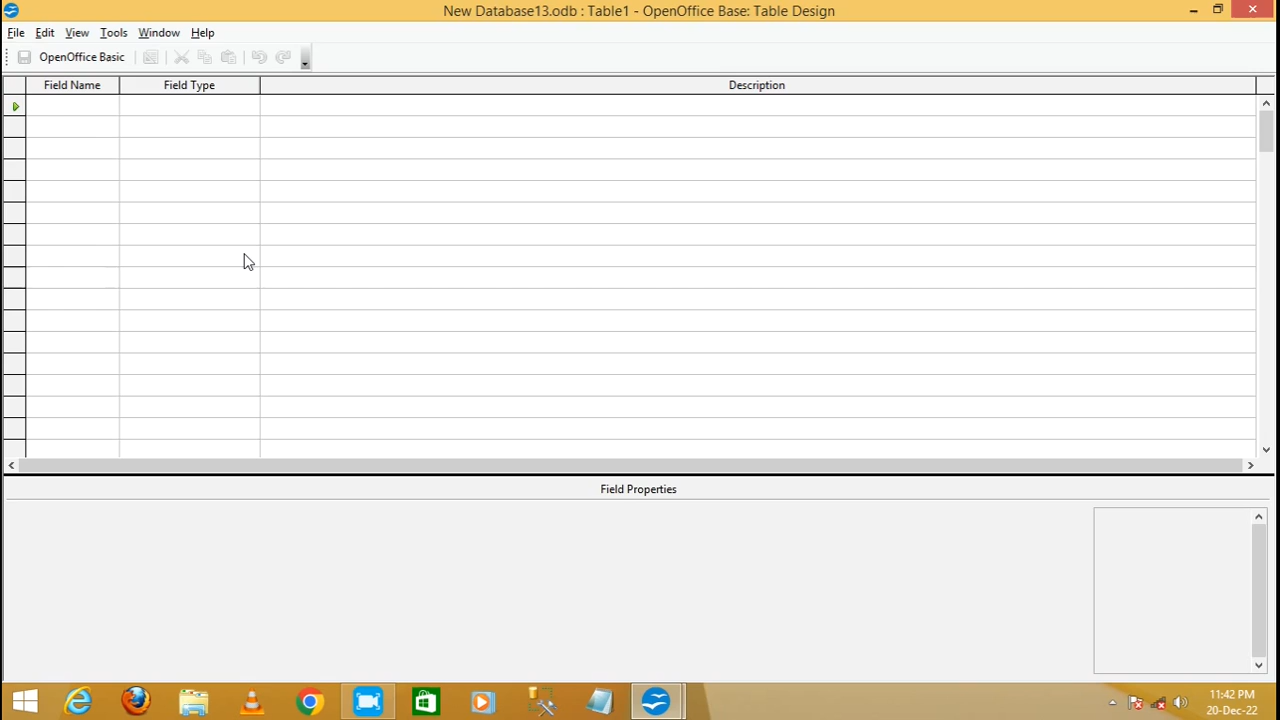 New Database13.odb : Table1 - OpenOffice Base: Table Design
File Edit View Tools Window Help
OpenOffice Basic
Field Name Field Type Description
Field Properties
11:42 PM
20-Dec-22